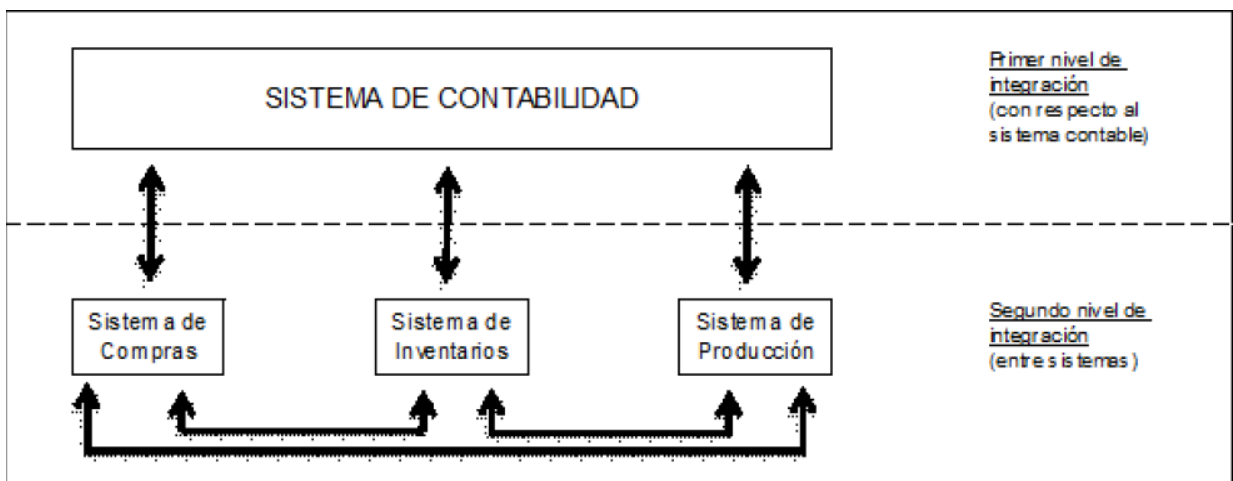 SISTEMA DE CONTABILIDAD
Primer nivel de
integración
(con respecto al
sistema contable)
Sistema de
Compras
Sistema de
Inventarios
Sistema de
Producción
Segundo nivel de
integración
(entre sistemas)